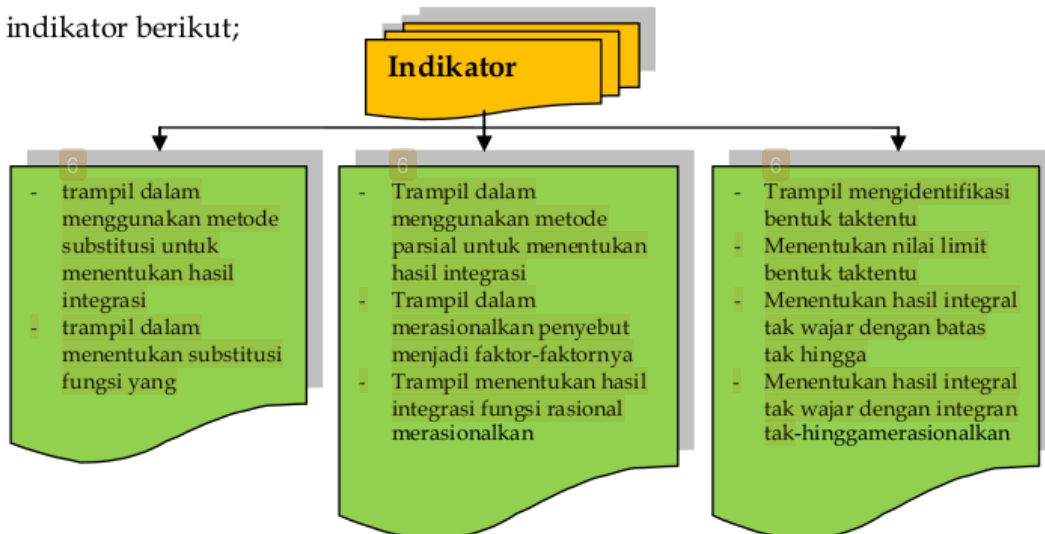 indikator berikut;
Indikator
6
- trampil dalam
menggunakan metode
substitusi untuk
menentukan hasil
integrasi
- trampil dalam
menentukan substitusi
fungsi yang
6
- Trampil dalam
menggunakan metode
parsial untuk menentukan
hasil integrasi
- Trampil dalam
merasionalkan penyebut
menjadi faktor-faktornya
- Trampil menentukan hasil
integrasi fungsi rasional
merasionalkan
6
- Trampil mengidentifikasi
bentuk taktentu
- Menentukan nilai limit
bentuk taktentu
- Menentukan hasil integral
tak wajar dengan batas
tak hingga
- Menentukan hasil integral
tak wajar dengan integran
tak-hinggamerasionalkan